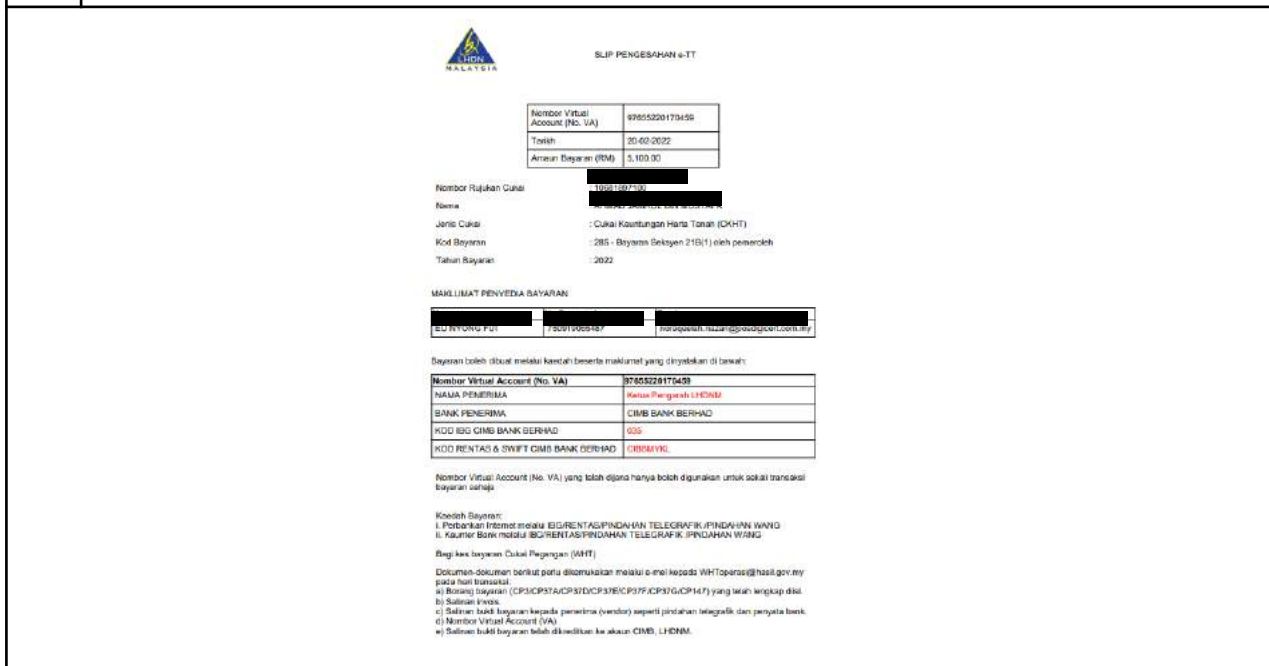 LHDN
MALAYSIA
SLIP PENGESAHAN e-TT
Nombor Virtual Account (No. VA) 97655220170459
Tarikh 20-02-2022
Amaun Bayaran (RM) 5,100.00
Nombor Rujukan Cukai :
Nama :
Jenis Cukai : Cukai Keuntungan Harta Tanah (CKHT)
Kod Bayaran : 285 - Bayaran Seksyen 21B(1) oleh pemeroleh
Tahun Bayaran : 2022
MAKLUMAT PENYEDIA BAYARAN
Bayaran boleh dibuat melalui kaedah beserta maklumat yang dinyatakan di bawah:
Nombor Virtual Account (No. VA) 97655220170459
NAMA PENERIMA Ketua Pengarah LHDNM
BANK PENERIMA CIMB BANK BERHAD
KOD IBG CIMB BANK BERHAD 035
KOD RENTAS & SWIFT CIMB BANK BERHAD CIBBMYKL
Nombor Virtual Account (No. VA) yang telah dijana hanya boleh digunakan untuk sekali transaksi
bayaran sahaja
Kaedah Bayaran:
i. Perbankan Internet melalui IBG/RENTAS/PINDAHAN TELEGRAFIK /PINDAHAN WANG
ii. Kaunter Bank melalui IBG/RENTAS/PINDAHAN TELEGRAFIK /PINDAHAN WANG
Bagi kes bayaran Cukai Pegangan (WHT)
Dokumen-dokumen berikut perlu dikemukakan melalui e-mel kepada WHToperasi@hasil.gov.my
pada hari transaksi:
a) Borang bayaran (CP3/CP37A/CP37D/CP37E/CP37F/CP37G/CP147) yang telah lengkap diisi.
b) Salinan invois.
c) Salinan bukti bayaran kepada penerima (vendor) seperti pindahan telegrafik dan penyata bank.
d) Nombor Virtual Account (VA)
e) Salinan bukti bayaran telah dikreditkan ke akaun CIMB, LHDNM.